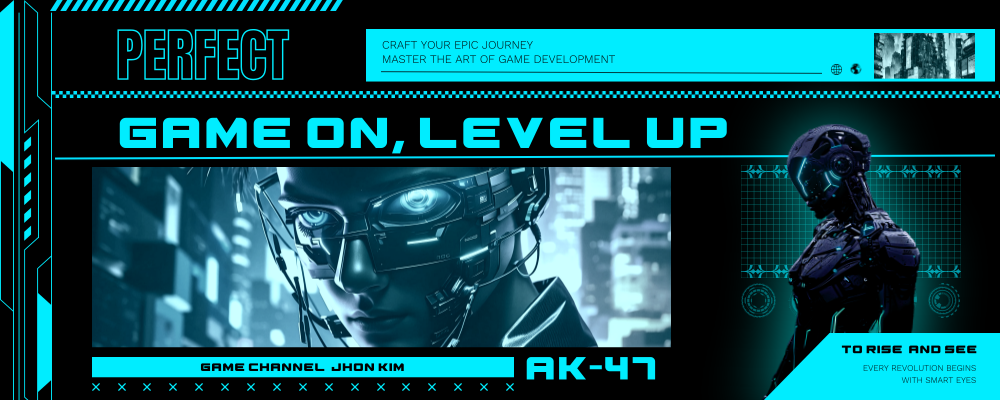 PERFECT
CRAFT YOUR EPIC JOURNEY
MASTER THE ART OF GAME DEVELOPMENT
GAME ON, LEVEL UP
GAME CHANNEL JHON KIM
AK-47
TO RISE AND SEE
EVERY REVOLUTION BEGINS
WITH SMART EYES